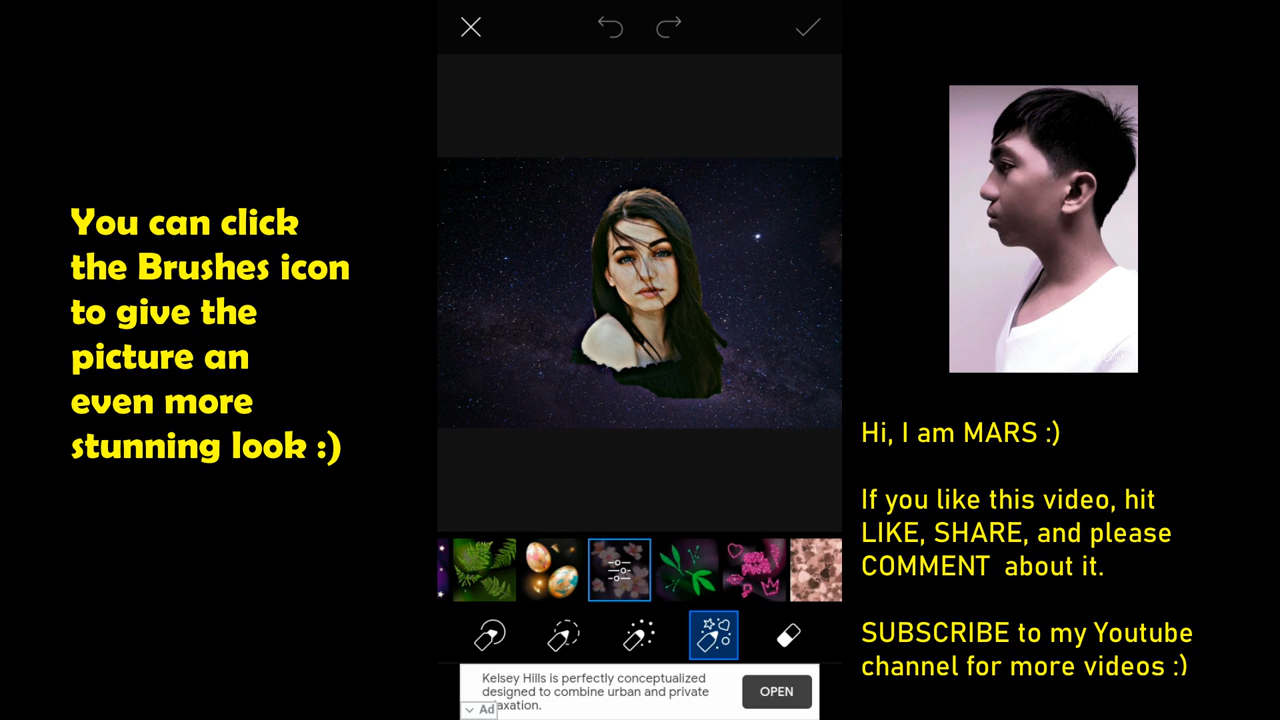 You can click
the Brushes icon
to give the
picture an
even more
stunning look :)
Kelsey Hills is perfectly conceptualized
designed to combine urban and private
axation.
OPEN
Ad
Hi, I am MARS :)
If you like this video, hit
LIKE, SHARE, and please
COMMENT about it.
SUBSCRIBE to my Youtube
channel for more videos :)